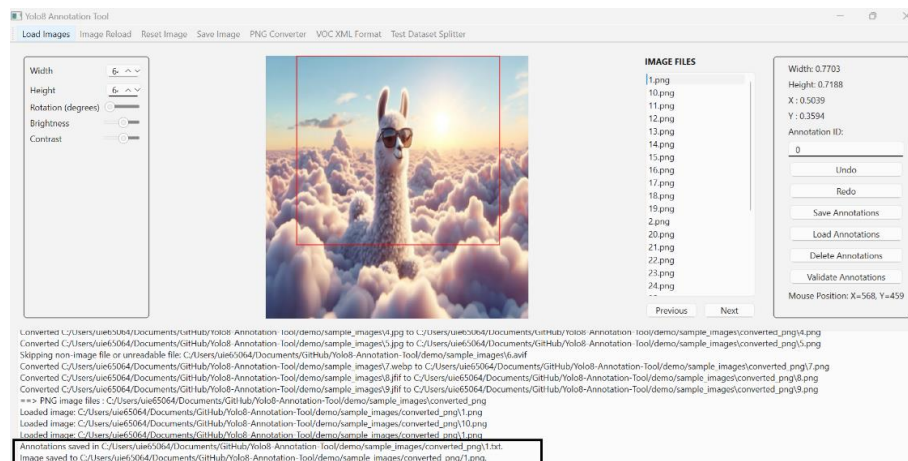 Yolo8 Annotation Tool
Load Images Image Reload Reset Image Save Image PNG Converter VOC XML Format Test Dataset Splitter
Width
Height
Rotation (degrees)
Brightness
Contrast
IMAGE FILES
1.png
10.png
11.png
12.png
13.png
14.png
15.png
16.png
17.png
18.png
19.png
2.png
20.png
21.png
22.png
23.png
24.png
Previous Next
Width: 0.7703
Height: 0.7188
X : 0.5039
Y : 0.3594
Annotation ID:
0
Undo
Redo
Save Annotations
Load Annotations
Delete Annotations
Validate Annotations
Mouse Position: X=568, Y=459
Converted C:/Users/uie65064/Documents/GitHub/Yolo8-Annotation-Tool/demo/sample_images\4.jpg to C:/Users/uie65064/Documents/GitHub/Yolo8-Annotation-Tool/demo/sample_images\converted_png\4.png
Converted C:/Users/uie65064/Documents/GitHub/Yolo8-Annotation-Tool/demo/sample_images\5.jpg to C:/Users/uie65064/Documents/GitHub/Yolo8-Annotation-Tool/demo/sample_images\converted_png\5.png
Skipping non-image file or unreadable file: C:/Users/uie65064/Documents/GitHub/Yolo8-Annotation-Tool/demo/sample_images\6.avif
Converted C:/Users/uie65064/Documents/GitHub/Yolo8-Annotation-Tool/demo/sample_images\7.webp to C:/Users/uie65064/Documents/GitHub/Yolo8-Annotation-Tool/demo/sample_images\converted_png\7.png
Converted C:/Users/uie65064/Documents/GitHub/Yolo8-Annotation-Tool/demo/sample_images\8.jfif to C:/Users/uie65064/Documents/GitHub/Yolo8-Annotation-Tool/demo/sample_images\converted_png\8.png
Converted C:/Users/uie65064/Documents/GitHub/Yolo8-Annotation-Tool/demo/sample_images\9.jfif to C:/Users/uie65064/Documents/GitHub/Yolo8-Annotation-Tool/demo/sample_images\converted_png\9.png
==> PNG image files : C:/Users/uie65064/Documents/GitHub/Yolo8-Annotation-Tool/demo/sample_images\converted_png
Loaded image: C:/Users/uie65064/Documents/GitHub/Yolo8-Annotation-Tool/demo/sample_images/converted_png\1.png
Loaded image: C:/Users/uie65064/Documents/GitHub/Yolo8-Annotation-Tool/demo/sample_images/converted_png\10.png
Loaded image: C:/Users/uie65064/Documents/GitHub/Yolo8-Annotation-Tool/demo/sample_images/converted_png\1.png
Annotations saved in C:/Users/uie65064/Documents/GitHub/Yolo8-Annotation-Tool/demo/sample_images/converted_png\1.txt.
Image saved to C:/Users/uie65064/Documents/GitHub/Yolo8-Annotation-Tool/demo/sample_images/converted_png/1.png.